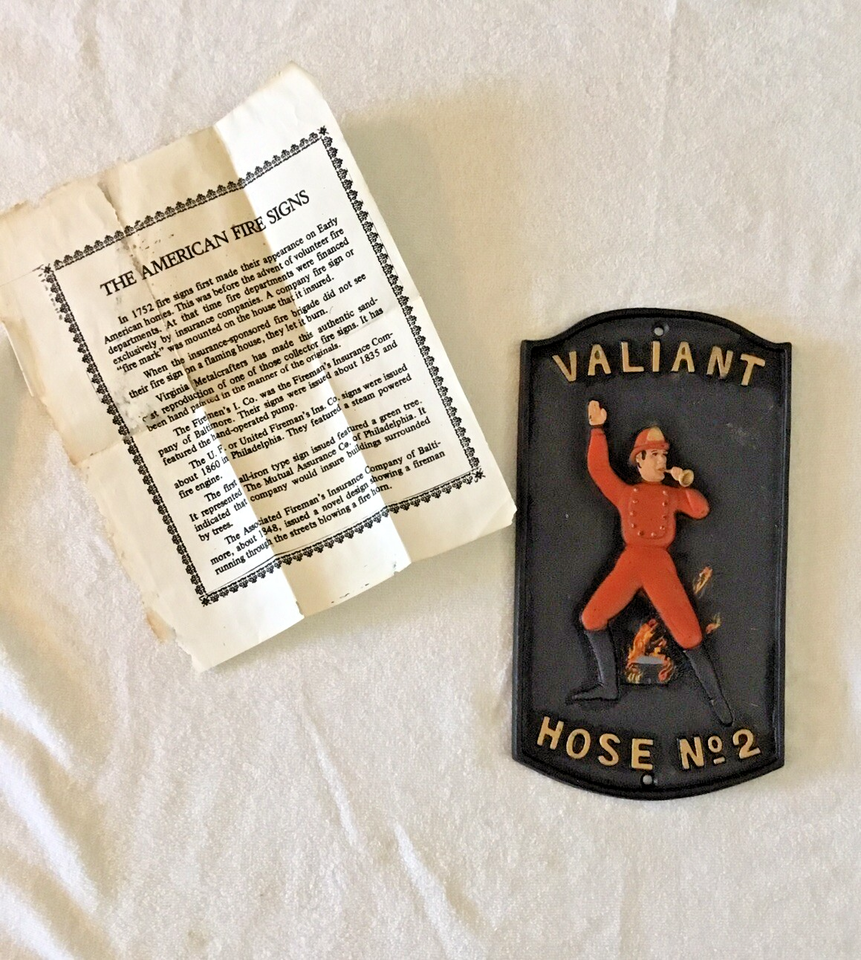 THE AMERICAN FIRE SIGNS
In 1752 fire signs first made their appearance on Early
American homes. This was before the advent of volunteer fire
departments. At that time fire departments were financed
exclusively by insurance companies. A company fire sign or
"fire mark" was mounted on the house that it insured.
When the insurance-sponsored fire brigade did not see
their fire sign on a flaming house, they let it burn.
Virginia Metalcrafters has made this authentic sand-
cast reproduction of one of those collector fire signs. It has
been hand painted in the manner of the originals.
The Firemen's I. Co. was the Fireman's Insurance Com-
pany of Baltimore. Their signs were issued about 1835 and
featured the hand-operated pump.
The U. F. or United Fireman's Ins. Co. signs were issued
about 1860 in Philadelphia. They featured a steam powered
fire engine.
The first all-iron type sign issued featured a green tree.
It represented The Mutual Assurance Co. of Philadelphia. It
indicated that company would insure buildings surrounded
by trees.
The Associated Fireman's Insurance Company of Balti-
more, about 1848, issued a novel design showing a fireman
running through the streets blowing a fire horn.
VALIANT
HOSE Nº 2